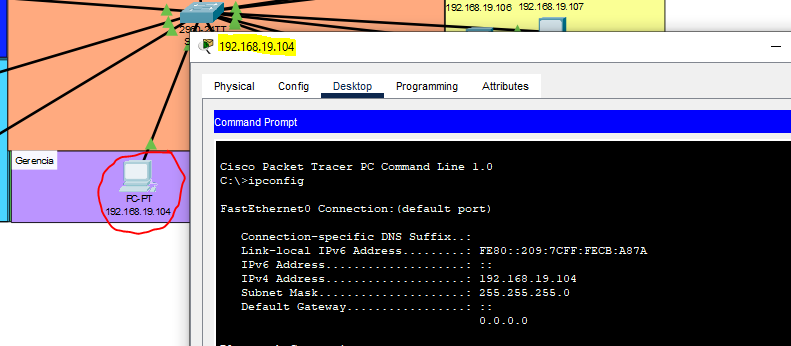 192.168.19.106 192.168.19.107
192.168.19.104
Physical Config Desktop Programming Attributes
Command Prompt
Cisco Packet Tracer PC Command Line 1.0
C:\>ipconfig
FastEthernet0 Connection:(default port)
Connection-specific DNS Suffix..:
Link-local IPv6 Address.........: FE80::209:7CFF:FECB:A87A
IPv6 Address....................: ::
IPv4 Address....................: 192.168.19.104
Subnet Mask.....................: 255.255.255.0
Default Gateway.................: ::
0.0.0.0
Gerencia
PC-PT
192.168.19.104